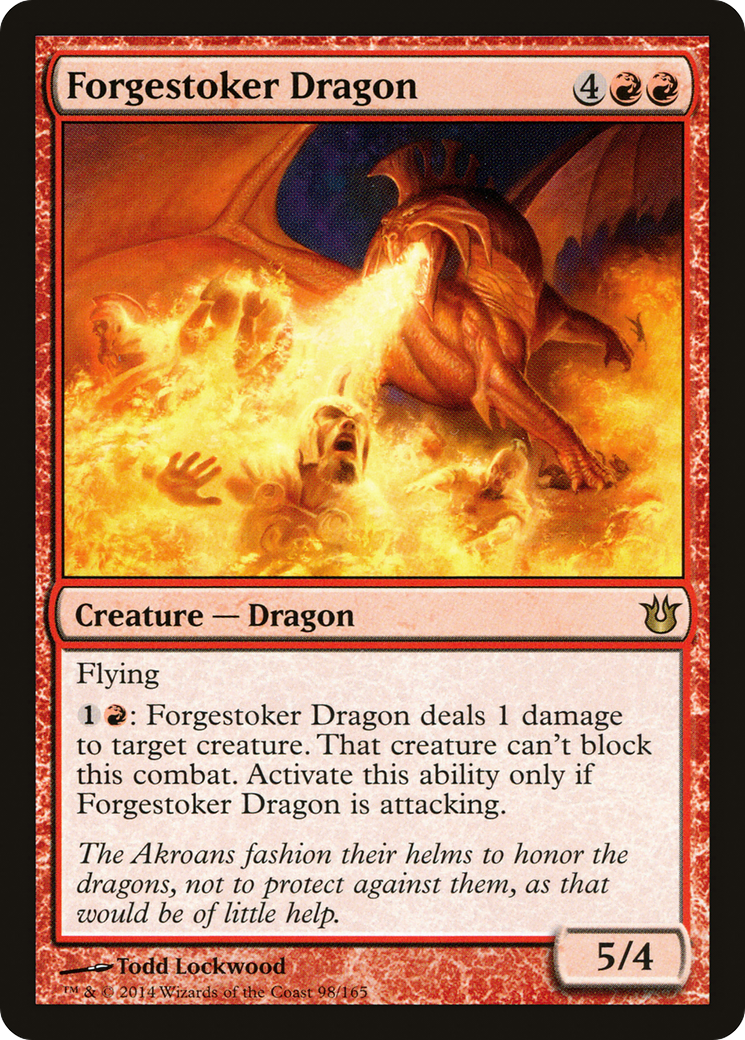 Forgestoker Dragon 4
Creature — Dragon
Flying
1 : Forgestoker Dragon deals 1 damage
to target creature. That creature can't block
this combat. Activate this ability only if
Forgestoker Dragon is attacking.
The Akroans fashion their helms to honor the
dragons, not to protect against them, as that
would be of little help.
5/4
Todd Lockwood
™ & © 2014 Wizards of the Coast 98/165